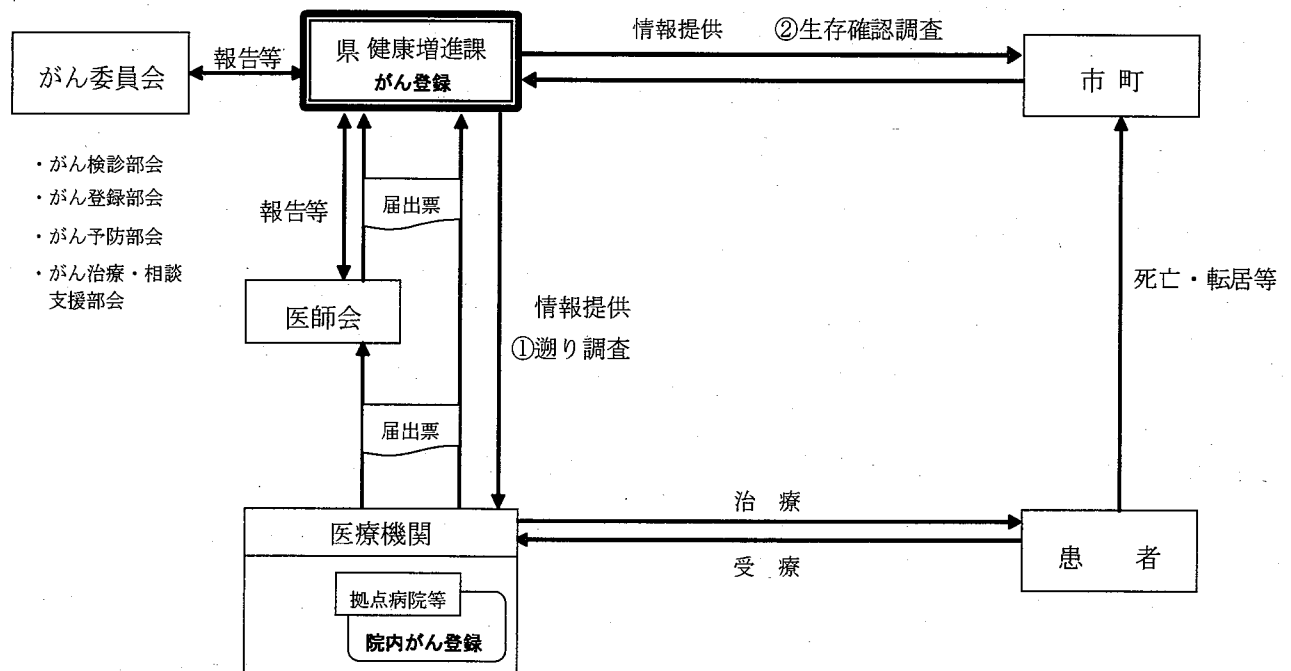 情報提供 ②生存確認調査
がん委員会
報告等
県 健康増進課
がん登録
市 町
・がん検診部会
・がん登録部会
・がん予防部会
・がん治療・相談
支援部会
報告等
届出票
医師会
情報提供
①遡り調査
死亡・転居等
届出票
治 療
医療機関
受 療
患 者
拠点病院等
院内がん登録